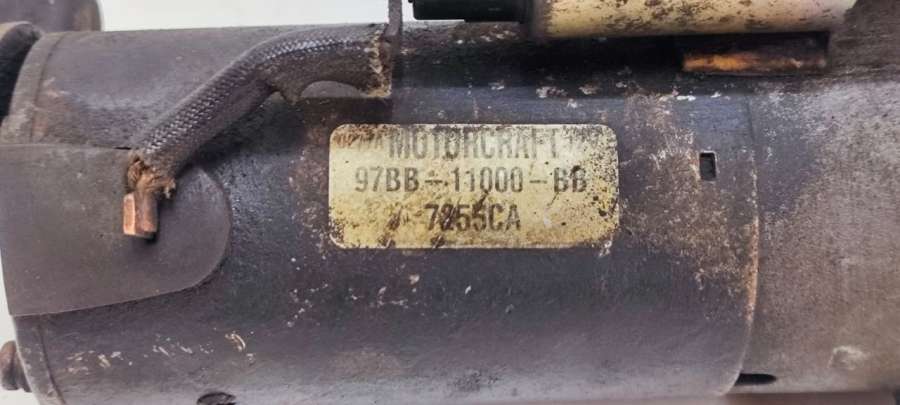 MOTORCRAFT
97BB-11000-BB
7255CA